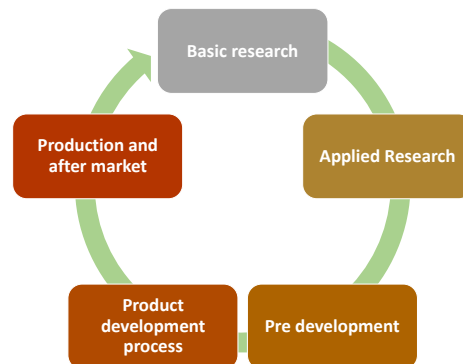 Basic research
Applied Research
Pre development
Product
development
process
Production and
after market